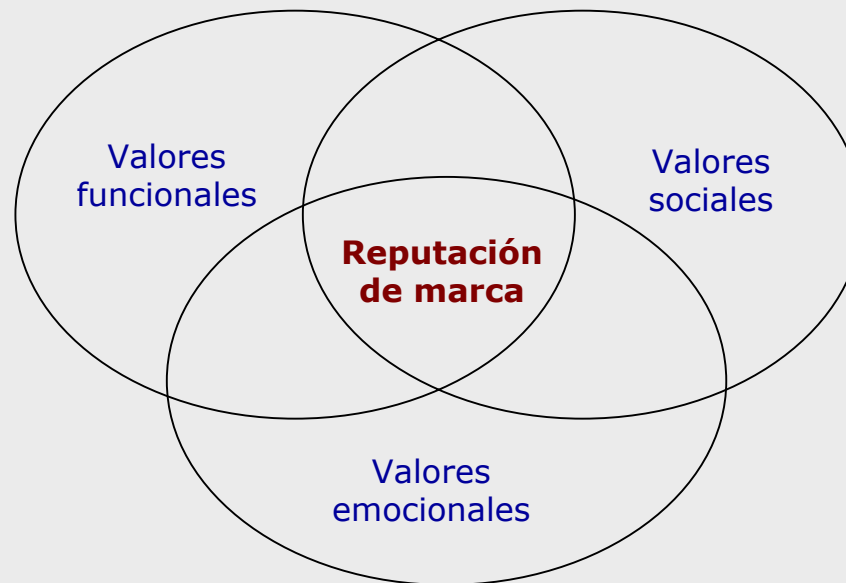 Valores
funcionales
Valores
sociales
Reputación
de marca
Valores
emocionales